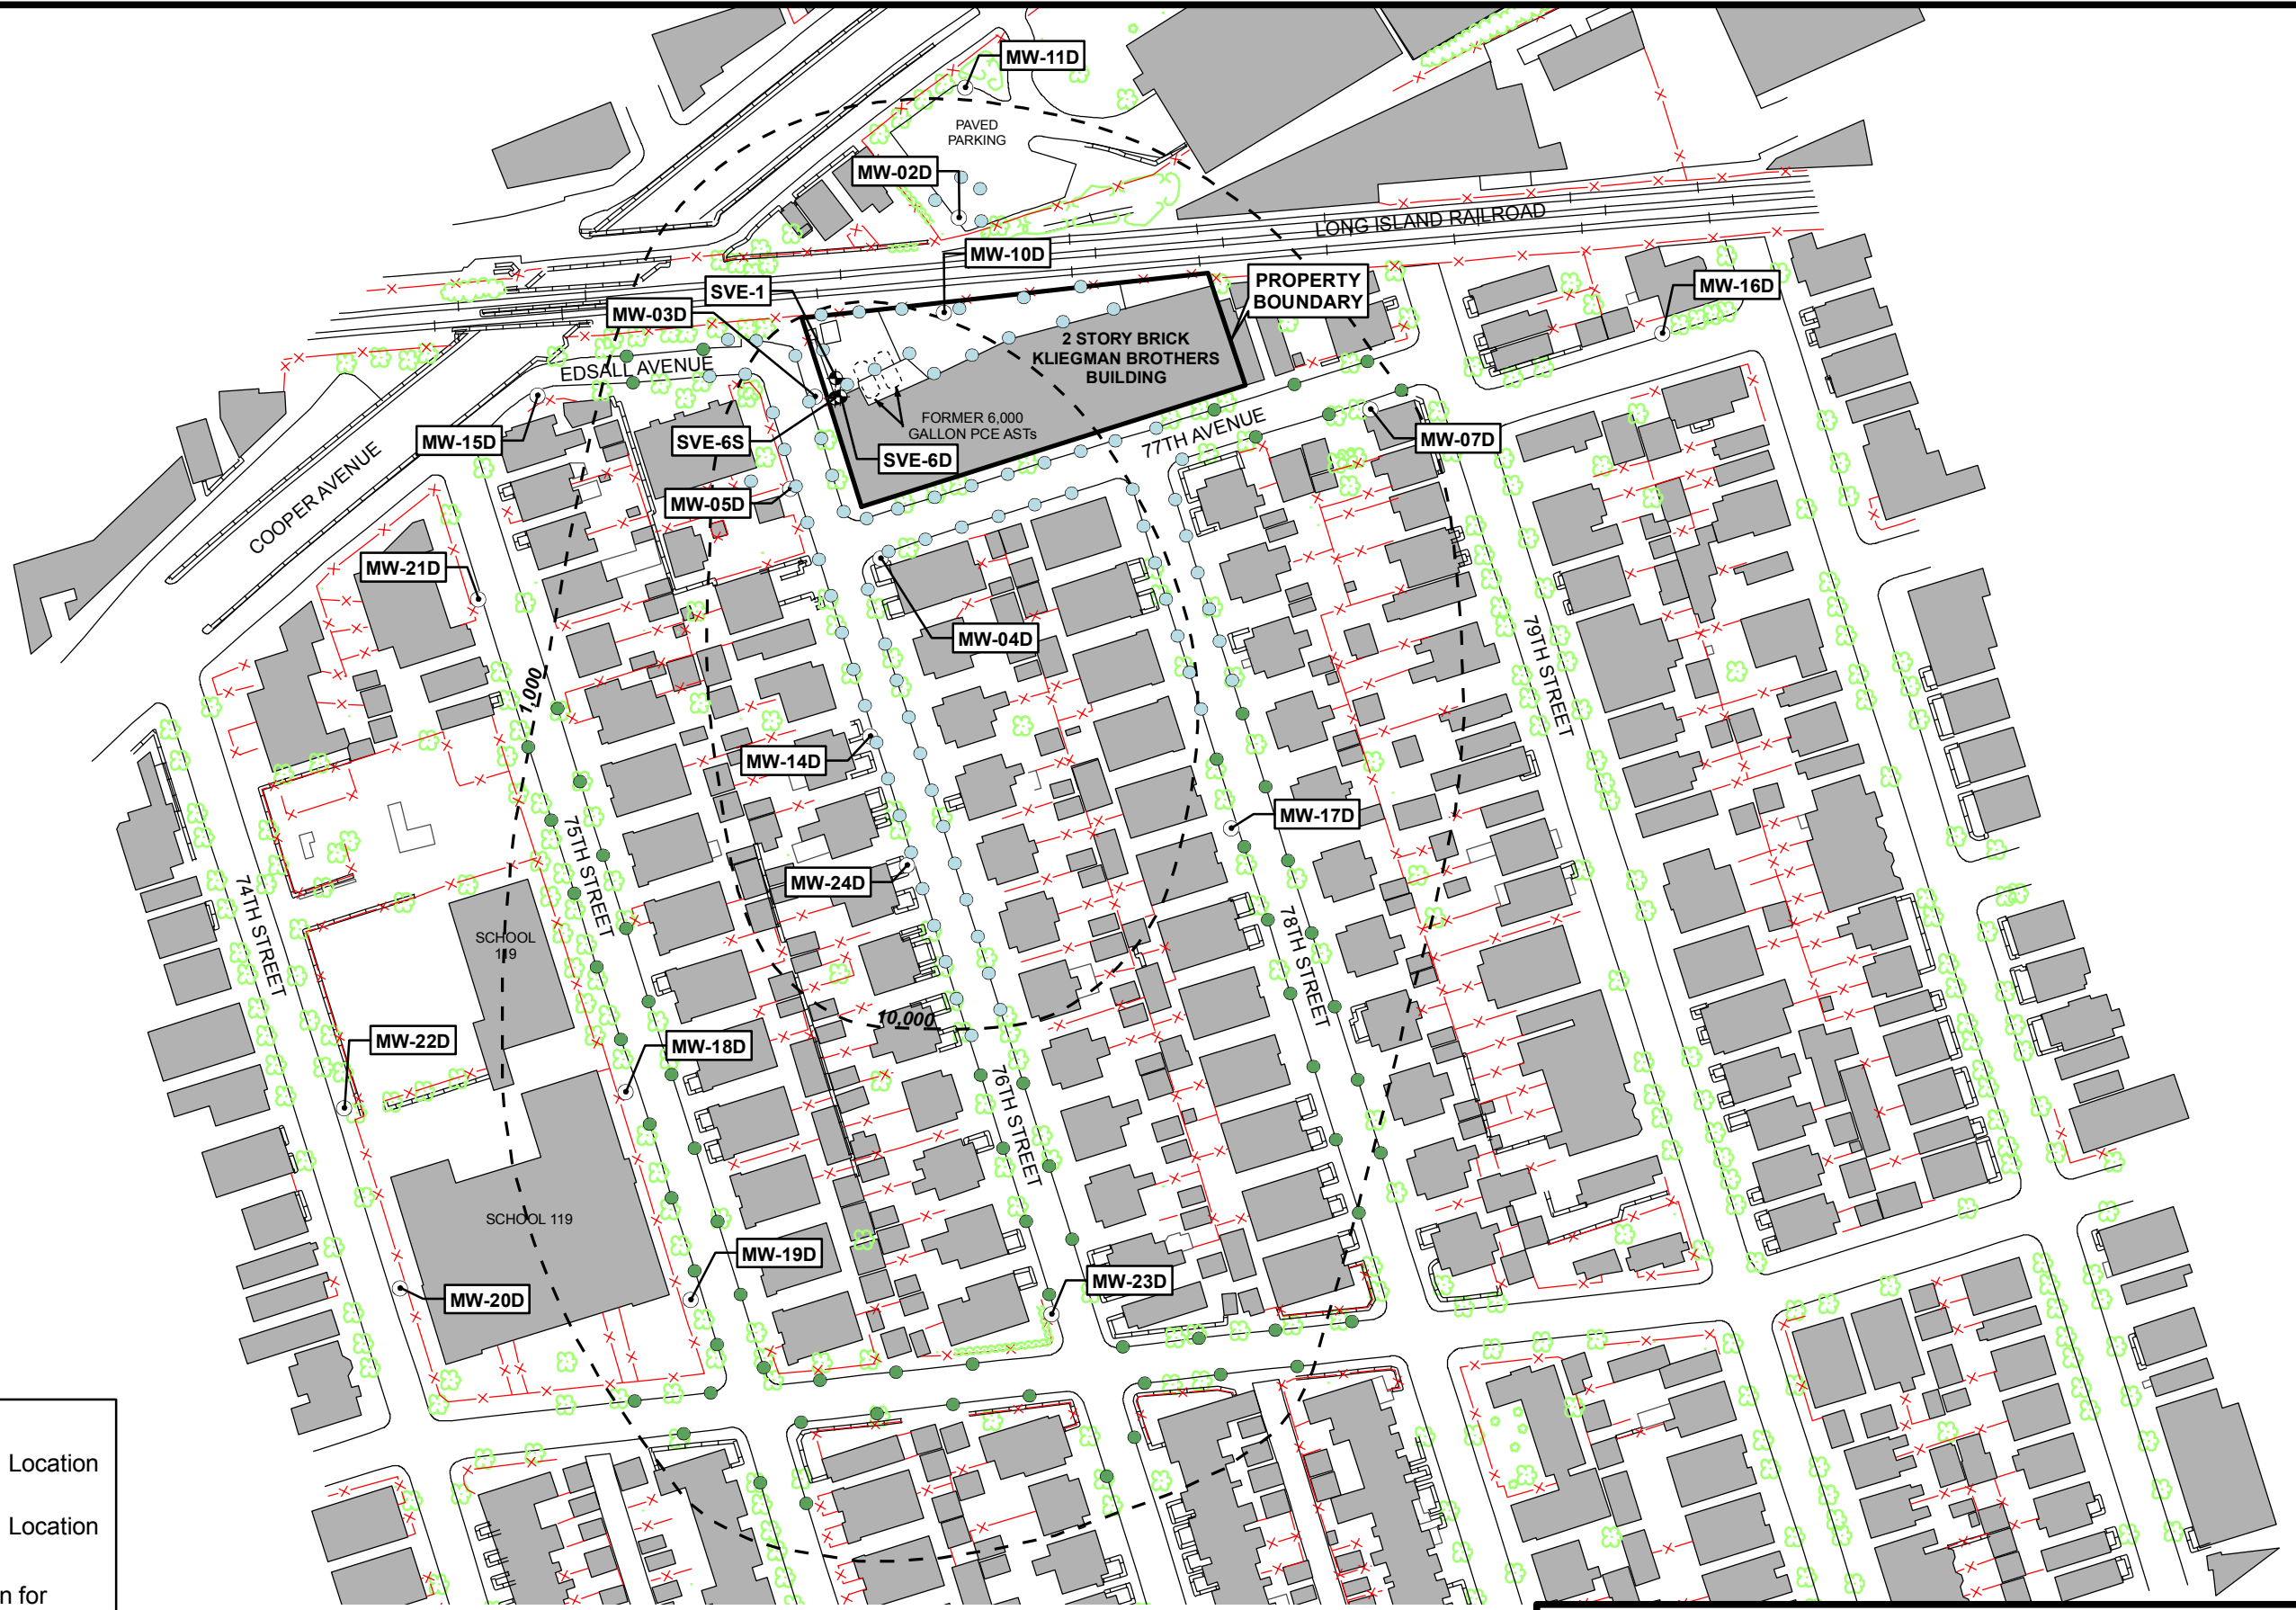 MW-11D
PAVED
PARKING
MW-02D
LONG ISLAND RAILROAD
MW-10D
PROPERTY
BOUNDARY
MW-16D
SVE-1
MW-03D
2 STORY BRICK
KLIEGMAN BROTHERS
BUILDING
EDSALL AVENUE
FORMER 6,000
GALLON PCE ASTs
77TH AVENUE
MW-15D
SVE-6S
SVE-6D
MW-07D
COOPER AVENUE
MW-05D
MW-21D
MW-04D
79TH STREET
1,000
MW-14D
MW-17D
75TH STREET
MW-24D
74TH STREET
SCHOOL
119
78TH STREET
10,000
MW-22D
MW-18D
76TH STREET
SCHOOL 119
MW-19D
MW-23D
MW-20D
Location
Location
n for